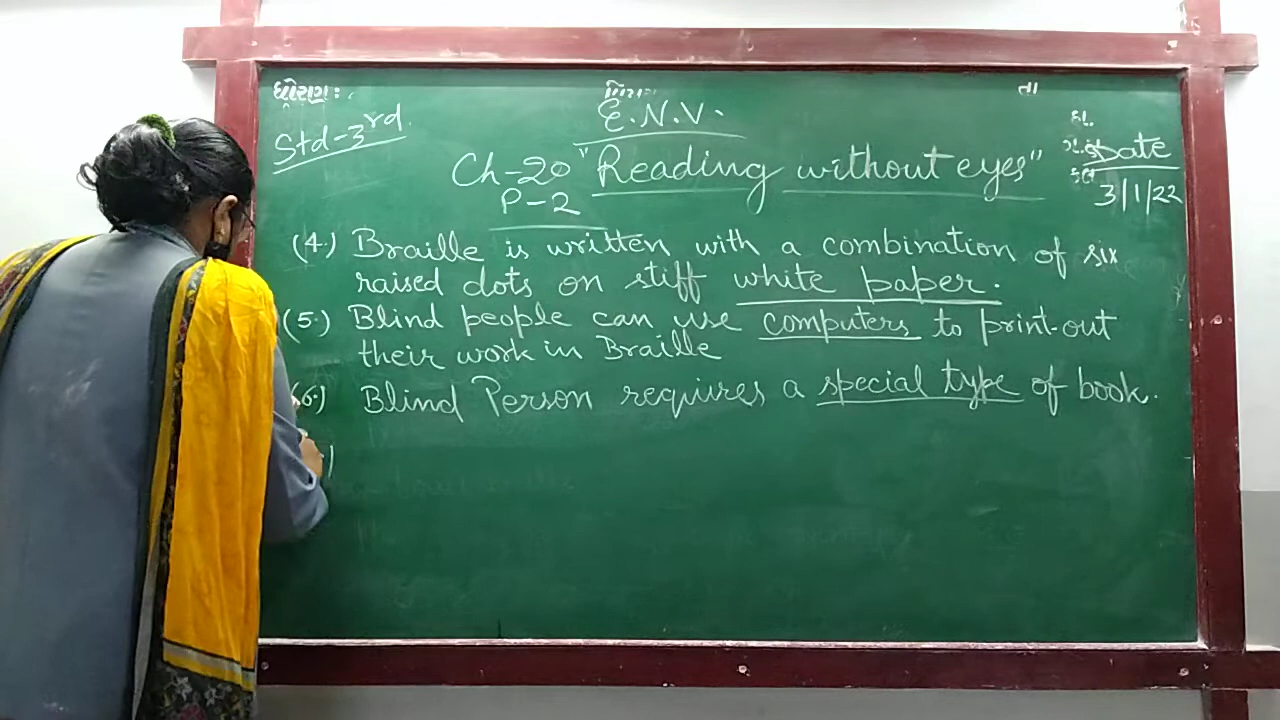 ધોરણ :
E.N.V.
તા
Std-3rd.
Date
Ch-20 "Reading without eyes"
3/1/22
P-2
(4.) Braille is written with a combination of six
raised dots on stiff white paper.
(5.) Blind people can use computers to print-out
their work in Braille
(6.) Blind Person requires a special type of book.